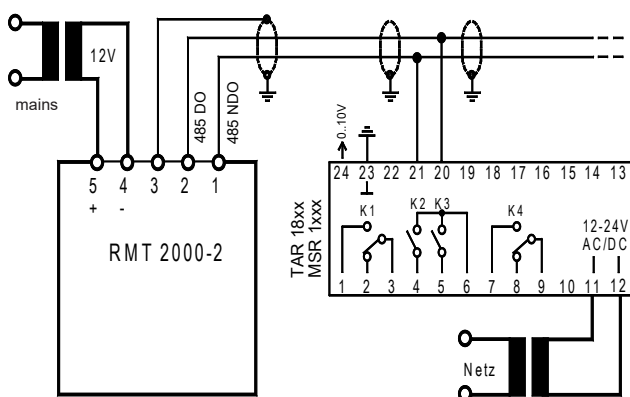 12V
mains
485 DO
485 NDO
5 4 3 2 1
+ -
RMT 2000-2
0..10V
24 23 22 21 20 19 18 17 16 15 14 13
TAR 18xx
MSR 1xxx
K1 K2 K3 K4
12-24V
AC/DC
1 2 3 4 5 6 7 8 9 10 11 12
Netz